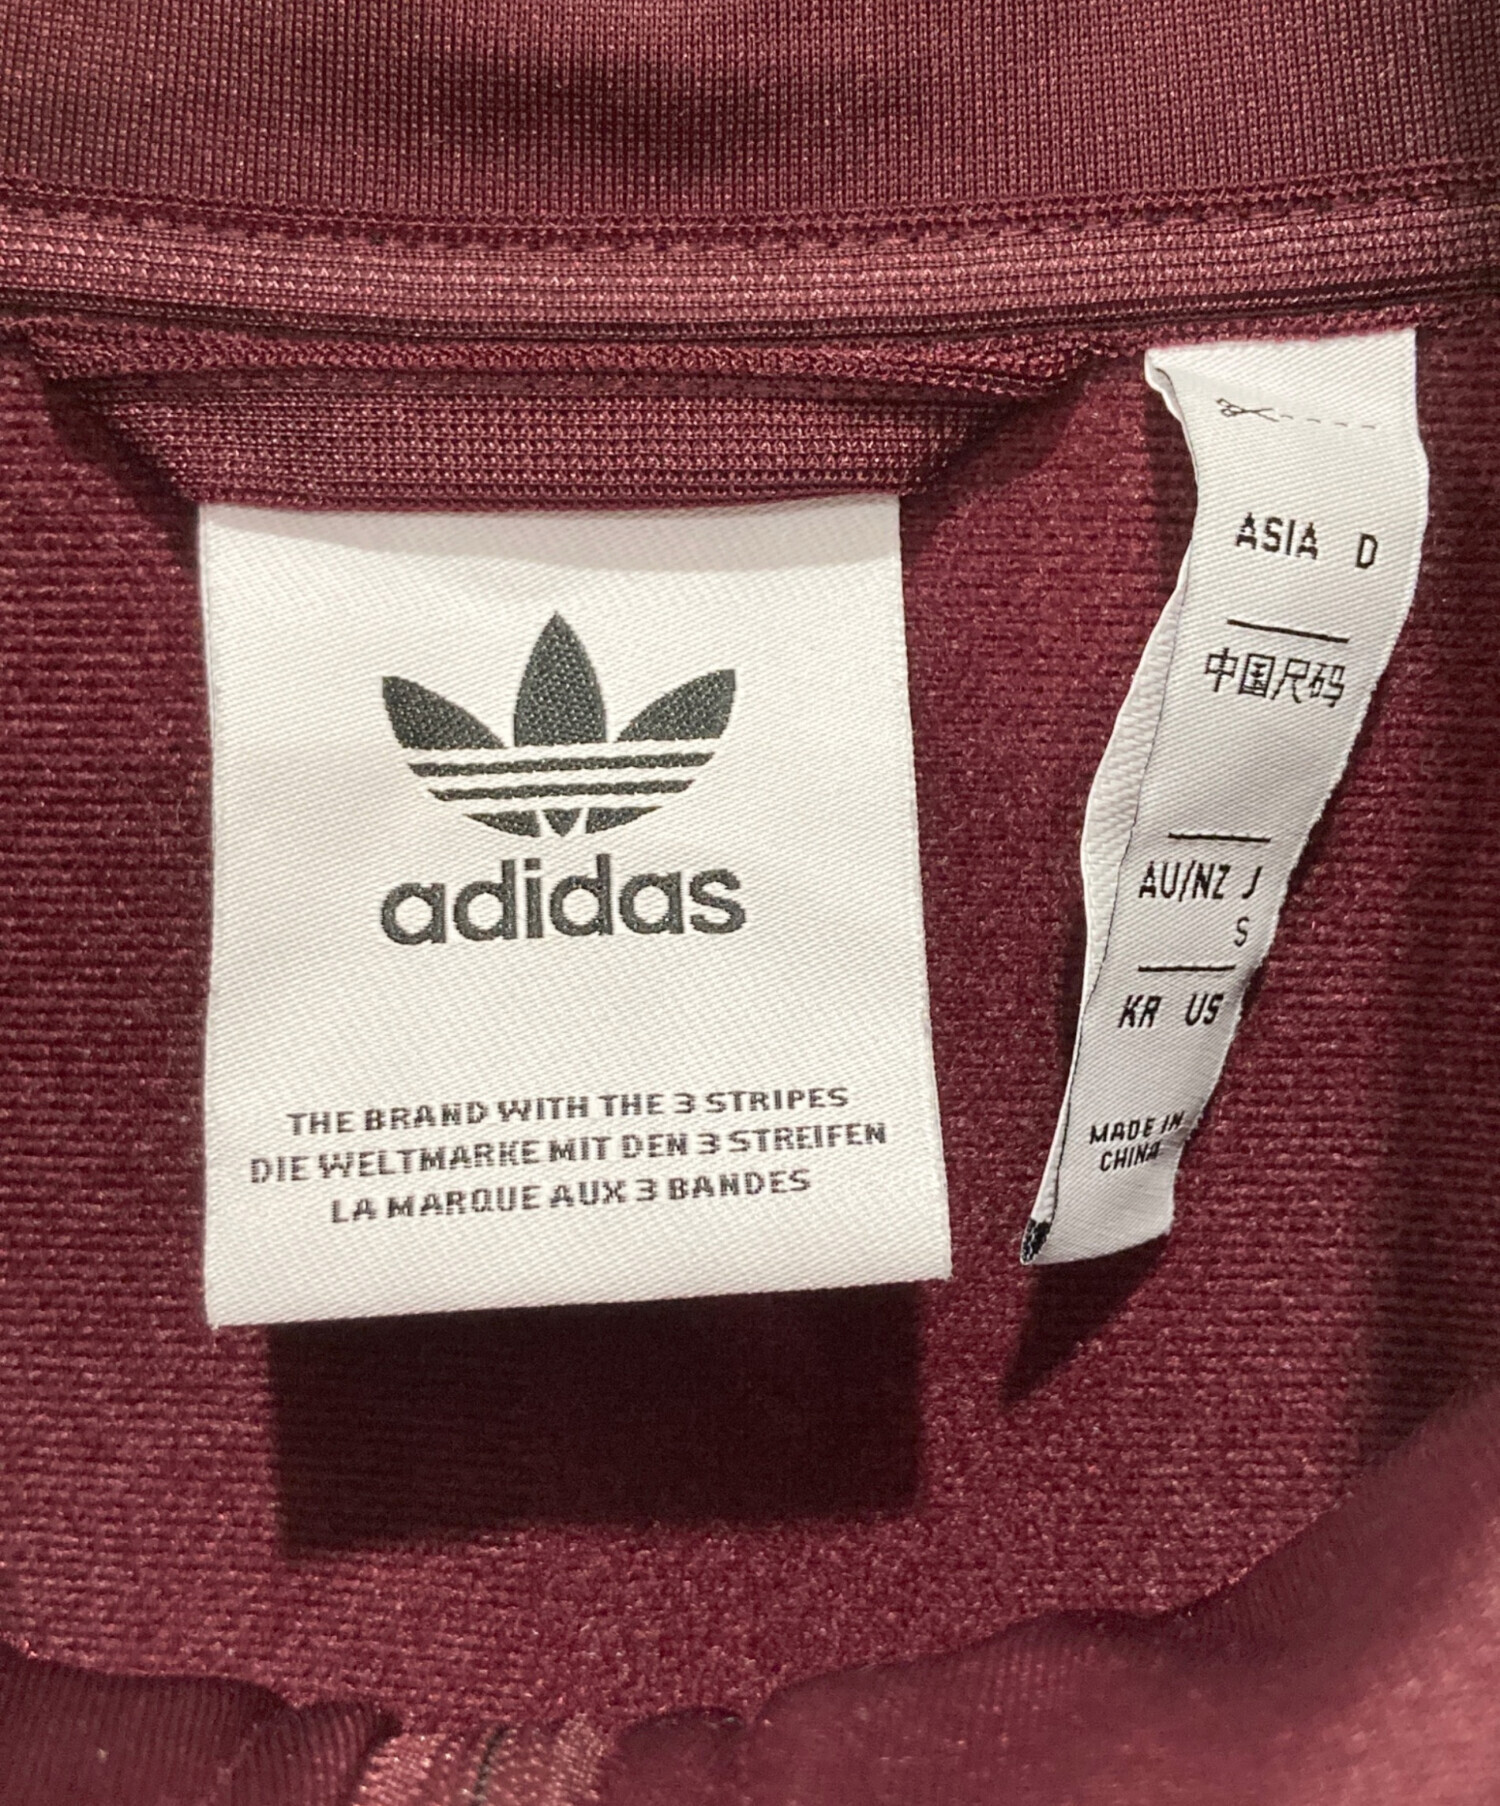 adidas
THE BRAND WITH THE 3 STRIPES
DIE WELTMARKE MIT DEN 3 STREIFEN
LA MARQUE AUX 3 BANDES
ASIA D
中国尺码
AU/NZ J
S
KR US
MADE IN
CHINA